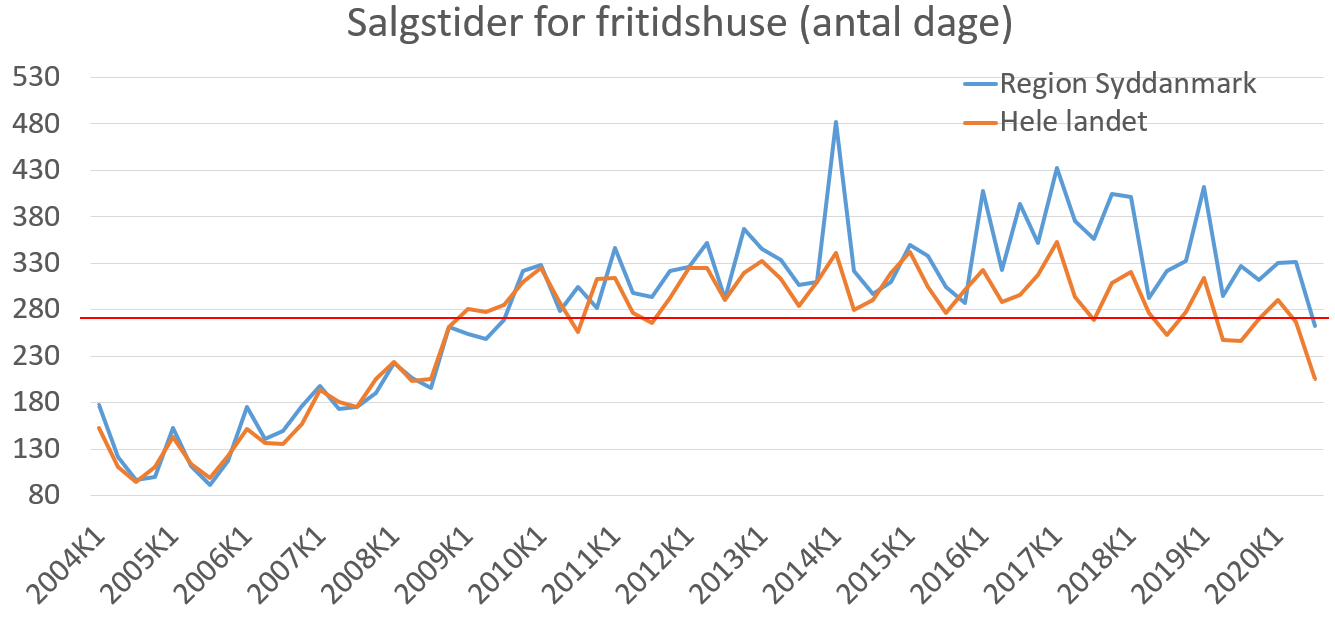 Salgstider for fritidshuse (antal dage)
Region Syddanmark
Hele landet
530
480
430
380
330
280
230
180
130
80
2004K1
2005K1
2006K1
2007K1
2008K1
2009K1
2010K1
2011K1
2012K1
2013K1
2014K1
2015K1
2016K1
2017K1
2018K1
2019K1
2020K1